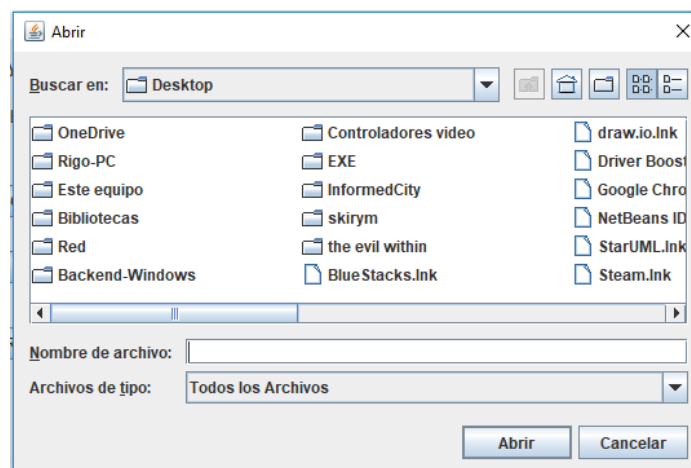 Abrir
Buscar en: Desktop
OneDrive Controladores video draw.io.lnk
Rigo-PC EXE Driver Boost
Este equipo InformedCity Google Chro
Bibliotecas skirym NetBeans ID
Red the evil within StarUML.lnk
Backend-Windows BlueStacks.lnk Steam.lnk
Nombre de archivo:
Archivos de tipo: Todos los Archivos
Abrir Cancelar